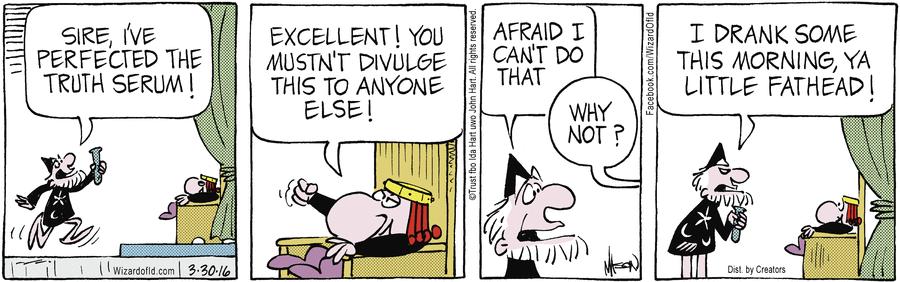 SIRE, I'VE
PERFECTED THE
TRUTH SERUM!
Wizardofid.com
3·30·16
EXCELLENT! YOU
MUSTN'T DIVULGE
THIS TO ANYONE
ELSE!
©Trust fbo Ida Hart uwo John Hart. All rights reserved.
AFRAID I
CAN'T DO
THAT
WHY
NOT?
MASON
Facebook.com/WizardOfId
I DRANK SOME
THIS MORNING, YA
LITTLE FATHEAD!
Dist. by Creators